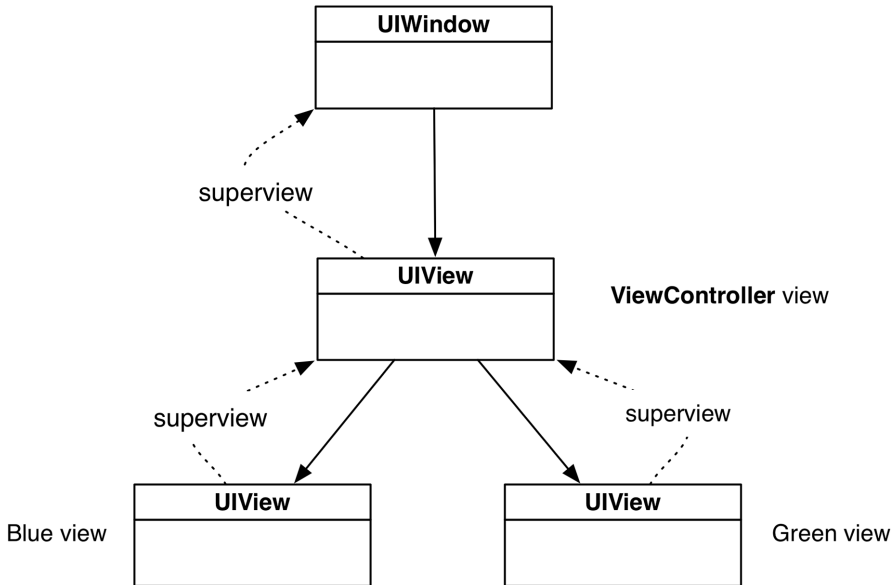 UIWindow
superview
UIView
ViewController view
superview
superview
UIView
UIView
Blue view
Green view